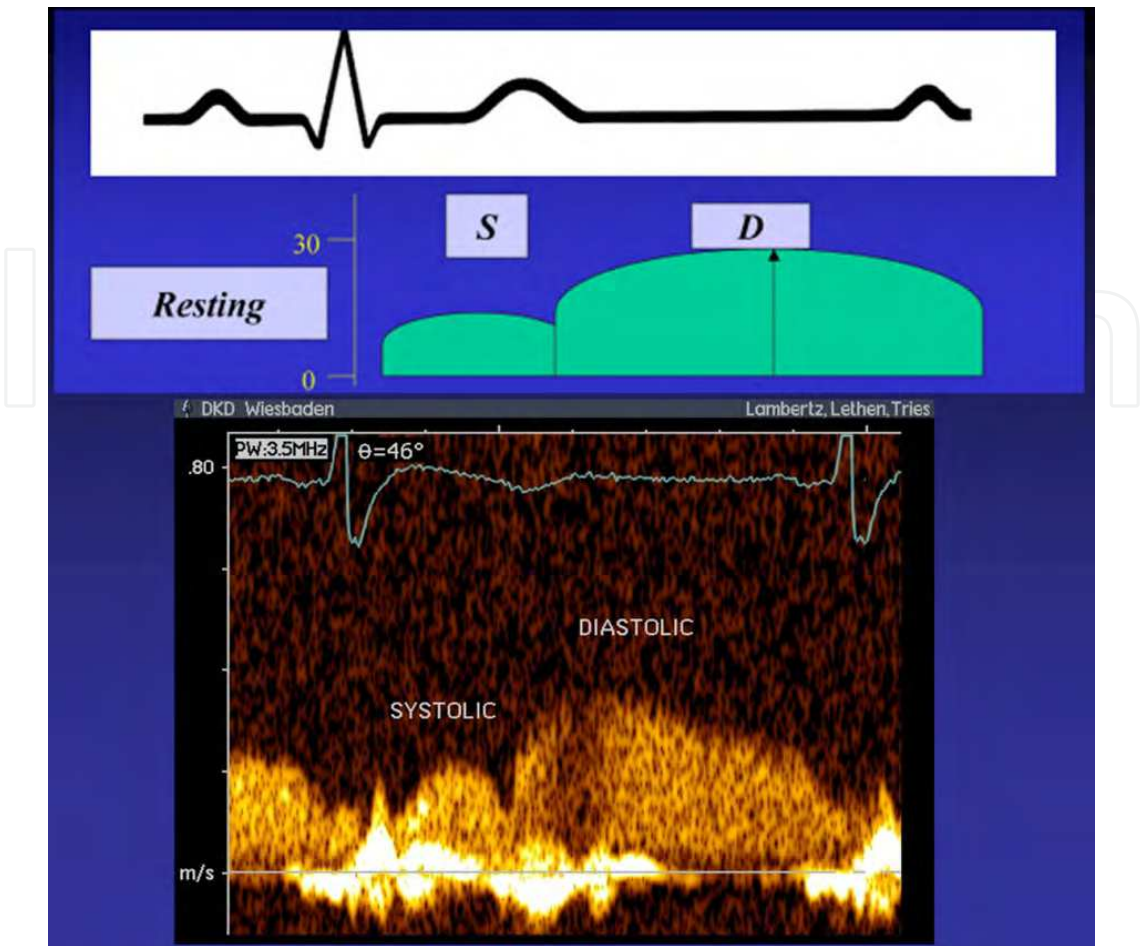 S
D
30
Resting
0
DKD Wiesbaden
Lambertz, Lethen, Tries
PW:3.5MHz
θ=46°
.80
DIASTOLIC
SYSTOLIC
m/s